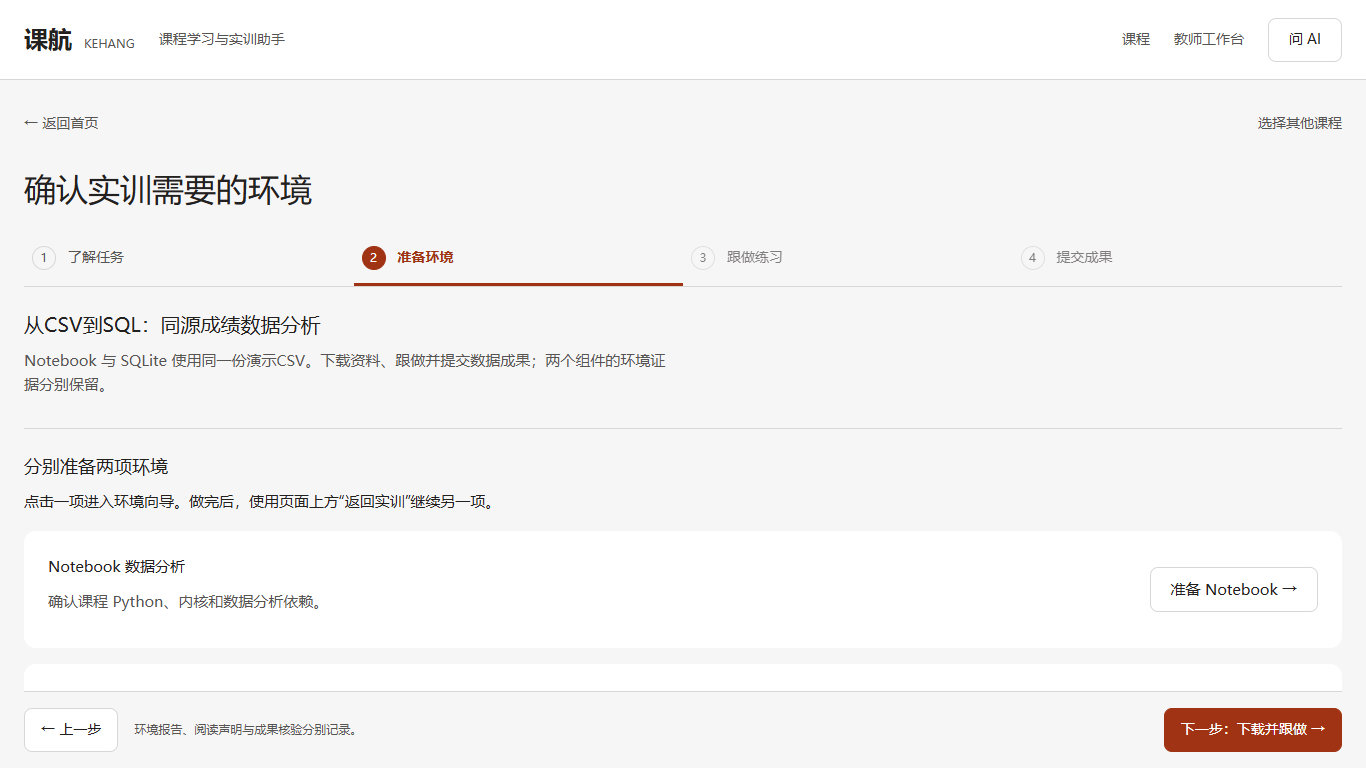 课航 KEHANG 课程学习与实训助手 课程 教师工作台 问 AI
← 返回首页 选择其他课程
确认实训需要的环境
1 了解任务 2 准备环境 3 跟做练习 4 提交成果
从CSV到SQL：同源成绩数据分析
Notebook 与 SQLite 使用同一份演示CSV。下载资料、跟做并提交数据成果；两个组件的环境证
据分别保留。
分别准备两项环境
点击一项进入环境向导。做完后，使用页面上方“返回实训”继续另一项。
Notebook 数据分析
确认课程 Python、内核和数据分析依赖。
准备 Notebook →
← 上一步 环境报告、阅读声明与成果核验分别记录。 下一步：下载并跟做 →